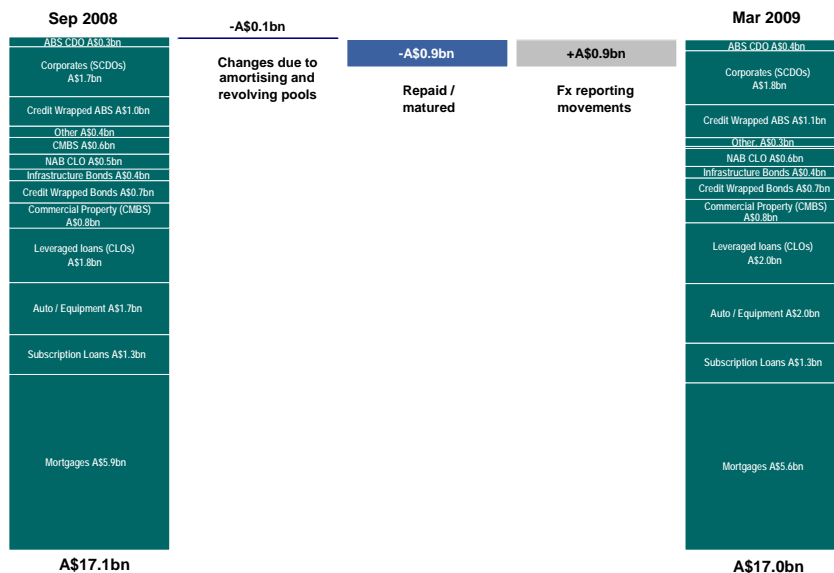 Sep 2008
ABS CDO A$0.3bn
Corporates (SCDOs)
A$1.7bn
Credit Wrapped ABS A$1.0bn
Other A$0.4bn
CMBS A$0.6bn
NAB CLO A$0.5bn
Infrastructure Bonds A$0.4bn
Credit Wrapped Bonds A$0.7bn
Commercial Property (CMBS)
A$0.8bn
Leveraged loans (CLOs)
A$1.8bn
Auto / Equipment A$1.7bn
Subscription Loans A$1.3bn
Mortgages A$5.9bn
A$17.1bn
-A$0.1bn
Changes due to
amortising and
revolving pools
-A$0.9bn
Repaid /
matured
+A$0.9bn
Fx reporting
movements
Mar 2009
ABS CDO A$0.4bn
Corporates (SCDOs)
A$1.8bn
Credit Wrapped ABS A$1.1bn
Other, A$0.3bn
NAB CLO A$0.6bn
Infrastructure Bonds A$0.4bn
Credit Wrapped Bonds A$0.7bn
Commercial Property (CMBS)
A$0.8bn
Leveraged loans (CLOs)
A$2.0bn
Auto / Equipment A$2.0bn
Subscription Loans A$1.3bn
Mortgages A$5.6bn
A$17.0bn